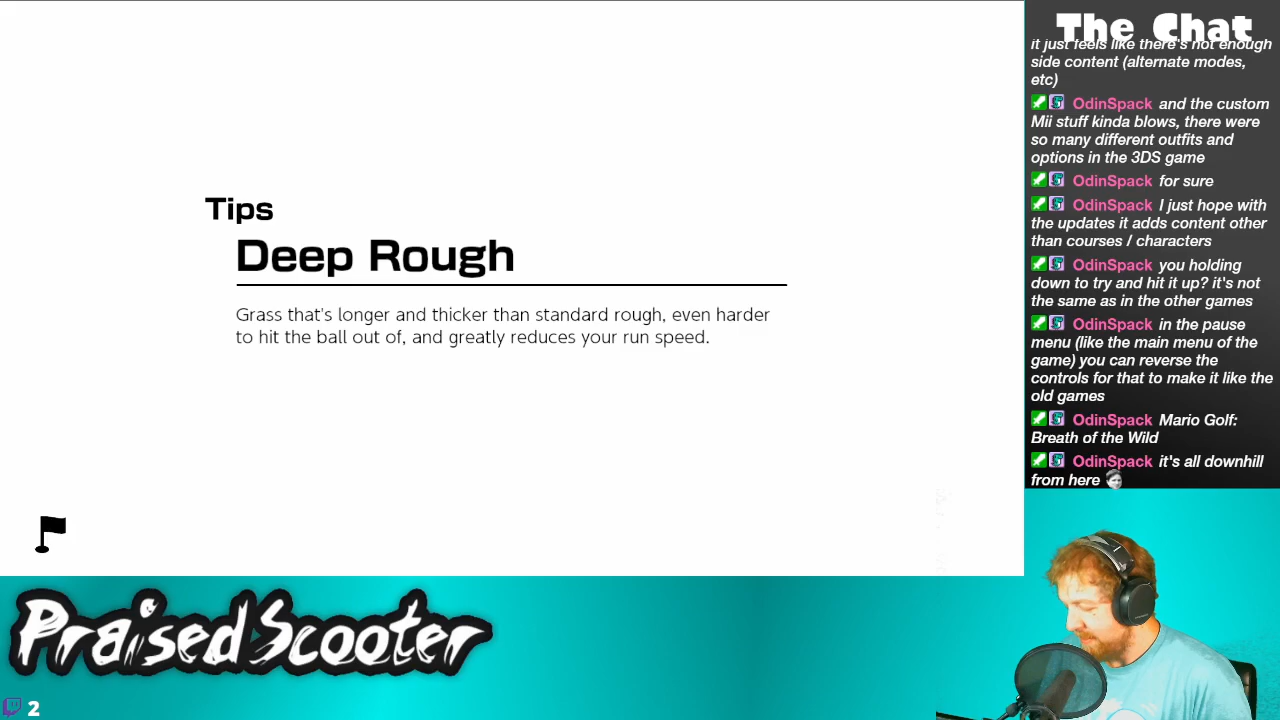 Tips
Deep Rough
Grass that's longer and thicker than standard rough, even harder
to hit the ball out of, and greatly reduces your run speed.
The Chat
it just feels like there's not enough
side content (alternate modes,
etc)
OdinSpack and the custom
Mii stuff kinda blows, there were
so many different outfits and
options in the 3DS game
OdinSpack for sure
OdinSpack I just hope with
the updates it adds content other
than courses / characters
OdinSpack you holding
down to try and hit it up? it's not
the same as in the other games
OdinSpack in the pause
menu (like the main menu of the
game) you can reverse the
controls for that to make it like the
old games
OdinSpack Mario Golf:
Breath of the Wild
OdinSpack it's all downhill
from here
PraisedScooter
2